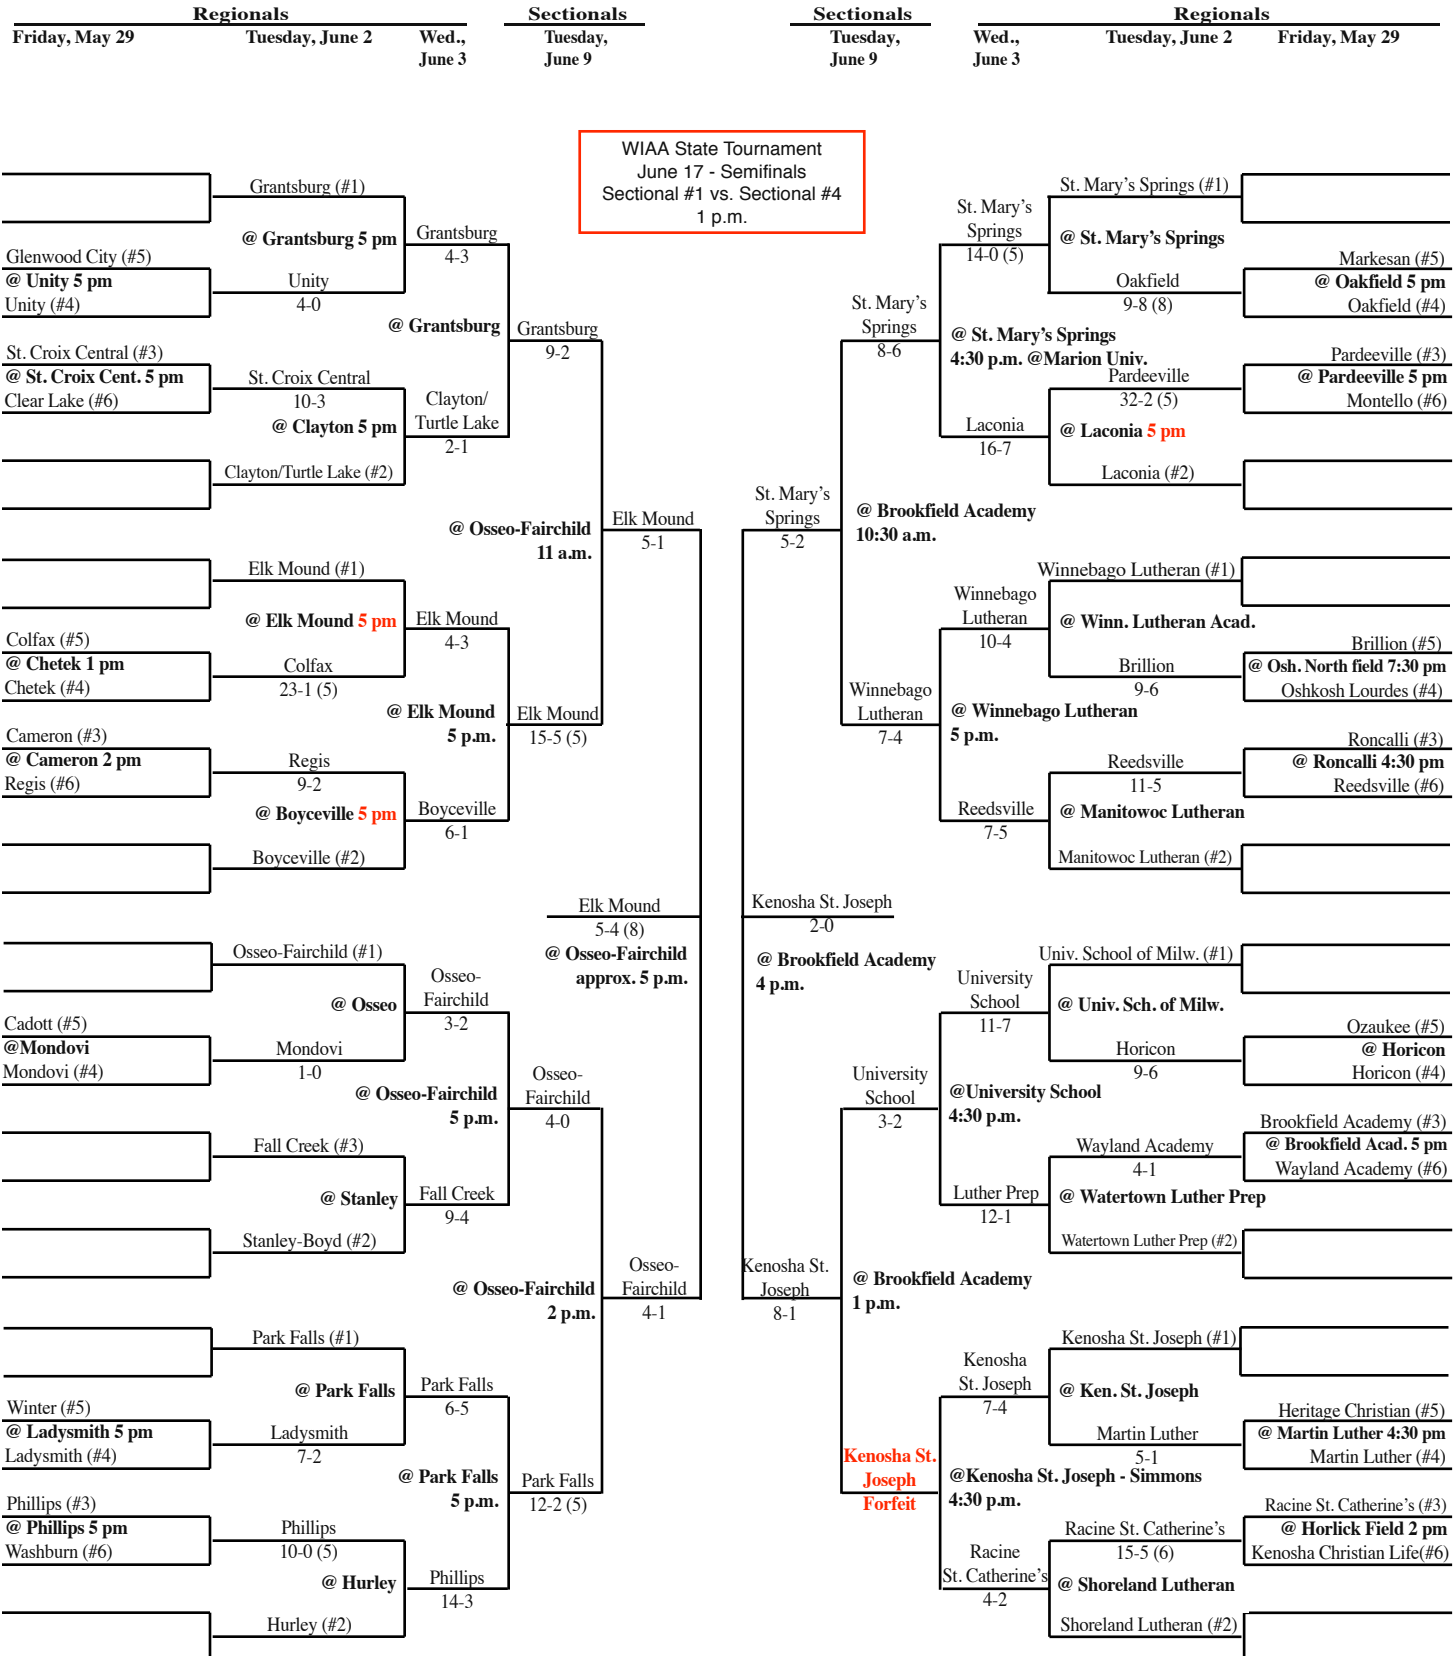 Regionals
Sectionals
Sectionals
Regionals
Friday, May 29
Tuesday, June 2
Wed.,
June 3
Tuesday,
June 9
Tuesday,
June 9
Wed.,
June 3
Tuesday, June 2
Friday, May 29
WIAA State Tournament
June 17 - Semifinals
Sectional #1 vs. Sectional #4
1 p.m.
Glenwood City (#5)
@ Unity 5 pm
Unity (#4)
St. Croix Central (#3)
@ St. Croix Cent. 5 pm
Clear Lake (#6)
Colfax (#5)
@ Chetek 1 pm
Chetek (#4)
Cameron (#3)
@ Cameron 2 pm
Regis (#6)
Cadott (#5)
@Mondovi
Mondovi (#4)
Winter (#5)
@ Ladysmith 5 pm
Ladysmith (#4)
Phillips (#3)
@ Phillips 5 pm
Washburn (#6)
Grantsburg (#1)
@ Grantsburg 5 pm
Unity
4-0
St. Croix Central
10-3
@ Clayton 5 pm
Clayton/Turtle Lake (#2)
Elk Mound (#1)
@ Elk Mound 5 pm
Colfax
23-1 (5)
Regis
9-2
@ Boyceville 5 pm
Boyceville (#2)
Osseo-Fairchild (#1)
@ Osseo
Mondovi
1-0
Fall Creek (#3)
@ Stanley
Stanley-Boyd (#2)
Park Falls (#1)
@ Park Falls
Ladysmith
7-2
Phillips
10-0 (5)
@ Hurley
Hurley (#2)
Grantsburg
4-3
@ Grantsburg
Clayton/
Turtle Lake
2-1
Elk Mound
4-3
@ Elk Mound
5 p.m.
Boyceville
6-1
Osseo-
Fairchild
3-2
@ Osseo-Fairchild
5 p.m.
Fall Creek
9-4
Park Falls
6-5
@ Park Falls
5 p.m.
Phillips
14-3
Grantsburg
9-2
@ Osseo-Fairchild
11 a.m.
Elk Mound
15-5 (5)
Osseo-
Fairchild
4-0
@ Osseo-Fairchild
2 p.m.
Park Falls
12-2 (5)
Elk Mound
5-1
Elk Mound
5-4 (8)
@ Osseo-Fairchild
approx. 5 p.m.
Osseo-
Fairchild
4-1
St. Mary's
Springs
5-2
Kenosha St. Joseph
2-0
@ Brookfield Academy
4 p.m.
Kenosha St.
Joseph
8-1
St. Mary's
Springs
8-6
@ Brookfield Academy
10:30 a.m.
Winnebago
Lutheran
7-4
University
School
3-2
@ Brookfield Academy
1 p.m.
Kenosha St.
Joseph
Forfeit
St. Mary's
Springs
14-0 (5)
@ St. Mary's Springs
4:30 p.m. @Marion Univ.
Laconia
16-7
Winnebago
Lutheran
10-4
@ Winnebago Lutheran
5 p.m.
Reedsville
7-5
University
School
11-7
@University School
4:30 p.m.
Luther Prep
12-1
Kenosha
St. Joseph
7-4
@Kenosha St. Joseph - Simmons
4:30 p.m.
Racine
St. Catherine's
4-2
St. Mary's Springs (#1)
@ St. Mary's Springs
Oakfield
9-8 (8)
Pardeeville
32-2 (5)
@ Laconia 5 pm
Laconia (#2)
Winnebago Lutheran (#1)
@ Winn. Lutheran Acad.
Brillion
9-6
Reedsville
11-5
@ Manitowoc Lutheran
Manitowoc Lutheran (#2)
Univ. School of Milw. (#1)
@ Univ. Sch. of Milw.
Horicon
9-6
Wayland Academy
4-1
@ Watertown Luther Prep
Watertown Luther Prep (#2)
Kenosha St. Joseph (#1)
@ Ken. St. Joseph
Martin Luther
5-1
Racine St. Catherine's
15-5 (6)
@ Shoreland Lutheran
Shoreland Lutheran (#2)
Markesan (#5)
@ Oakfield 5 pm
Oakfield (#4)
Pardeeville (#3)
@ Pardeeville 5 pm
Montello (#6)
Brillion (#5)
@ Osh. North field 7:30 pm
Oshkosh Lourdes (#4)
Roncalli (#3)
@ Roncalli 4:30 pm
Reedsville (#6)
Ozaukee (#5)
@ Horicon
Horicon (#4)
Brookfield Academy (#3)
@ Brookfield Acad. 5 pm
Wayland Academy (#6)
Heritage Christian (#5)
@ Martin Luther 4:30 pm
Martin Luther (#4)
Racine St. Catherine's (#3)
@ Horlick Field 2 pm
Kenosha Christian Life(#6)